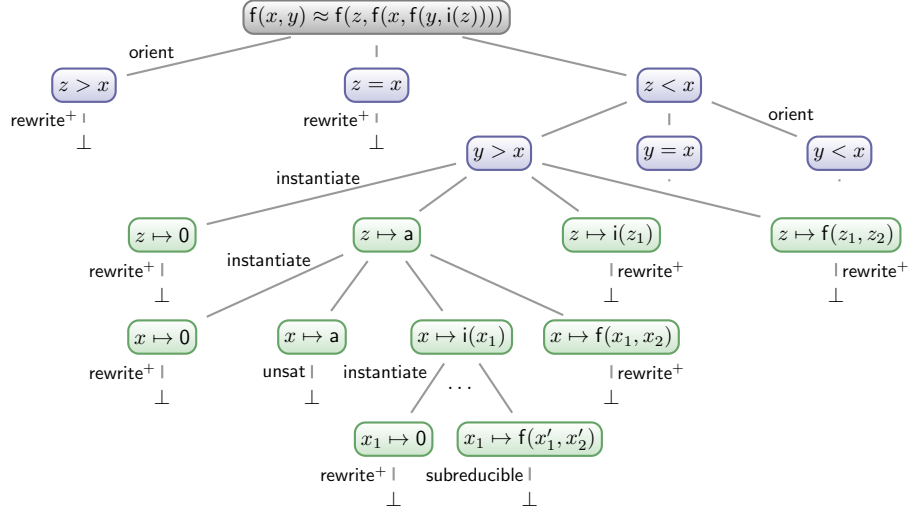 f(x, y) ≈ f(z, f(x, f(y, i(z))))
orient
z > x
z = x
z < x
rewrite⁺
rewrite⁺
orient
⊥
⊥
y > x
y = x
y < x
instantiate
.
.
z ↦ 0
z ↦ a
z ↦ i(z₁)
z ↦ f(z₁, z₂)
rewrite⁺
instantiate
rewrite⁺
rewrite⁺
⊥
⊥
⊥
x ↦ 0
x ↦ a
x ↦ i(x₁)
x ↦ f(x₁, x₂)
rewrite⁺
unsat
instantiate
...
rewrite⁺
⊥
⊥
⊥
x₁ ↦ 0
x₁ ↦ f(x′₁, x′₂)
rewrite⁺
subreducible
⊥
⊥